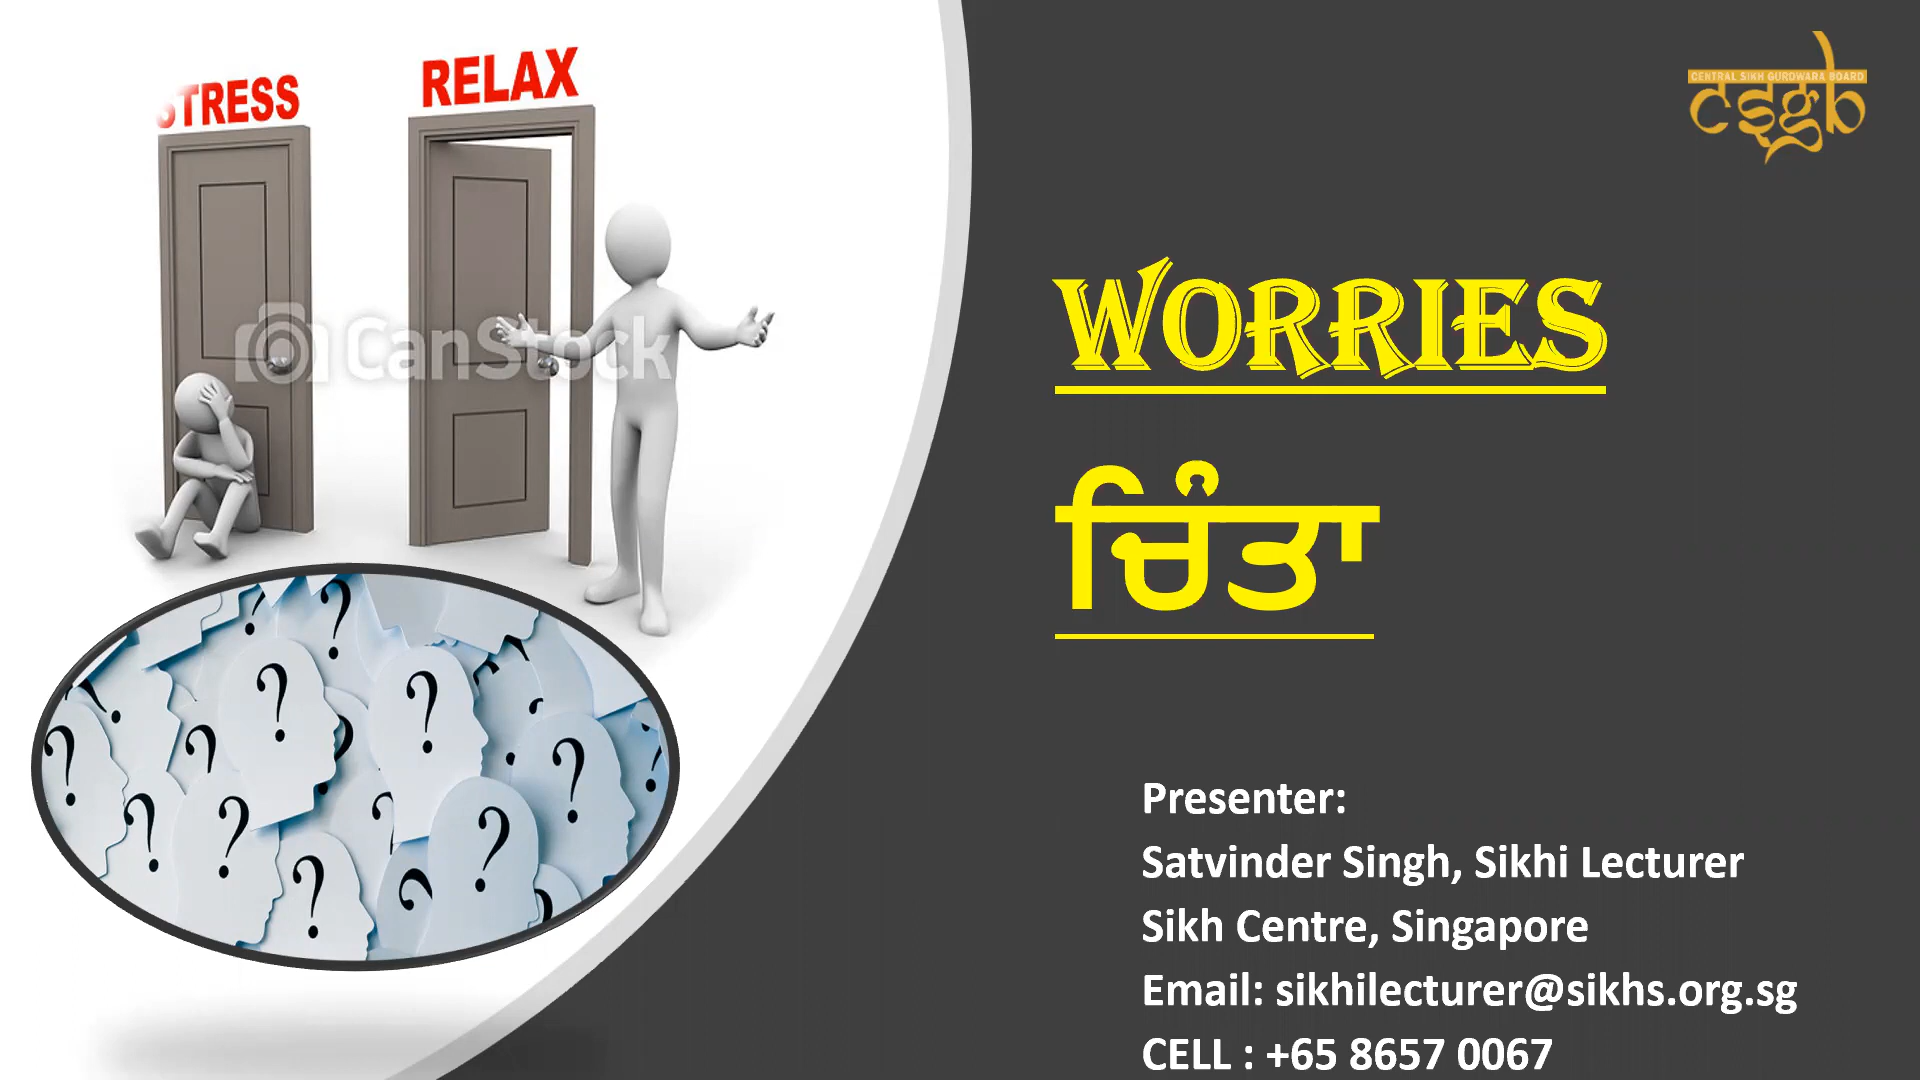 STRESS
RELAX
CanStock
CENTRAL SIKH GURDWARA BOARD
csgb
WORRIES
ਚਿੰਤਾ
Presenter:
Satvinder Singh, Sikhi Lecturer
Sikh Centre, Singapore
Email: sikhilecturer@sikhs.org.sg
CELL : +65 8657 0067